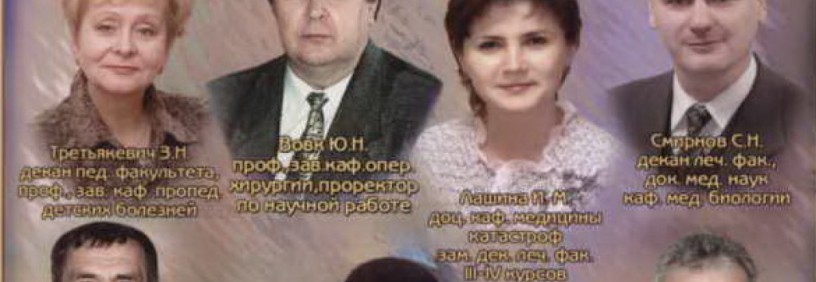 Третьякевич З.Н.
декан пед. факультета,
проф., зав. каф. пропед.
детских болезней
Вовк Ю.Н.
проф. зав.каф.опер.
хирургии,проректор
по научной работе
Лашина И. М.
доц. каф. медицины
катастроф
зам. дек. леч. фак.
III-IV курсов
Смирнов С.Н.
декан леч. фак.,
док. мед. наук
каф. мед. биологии